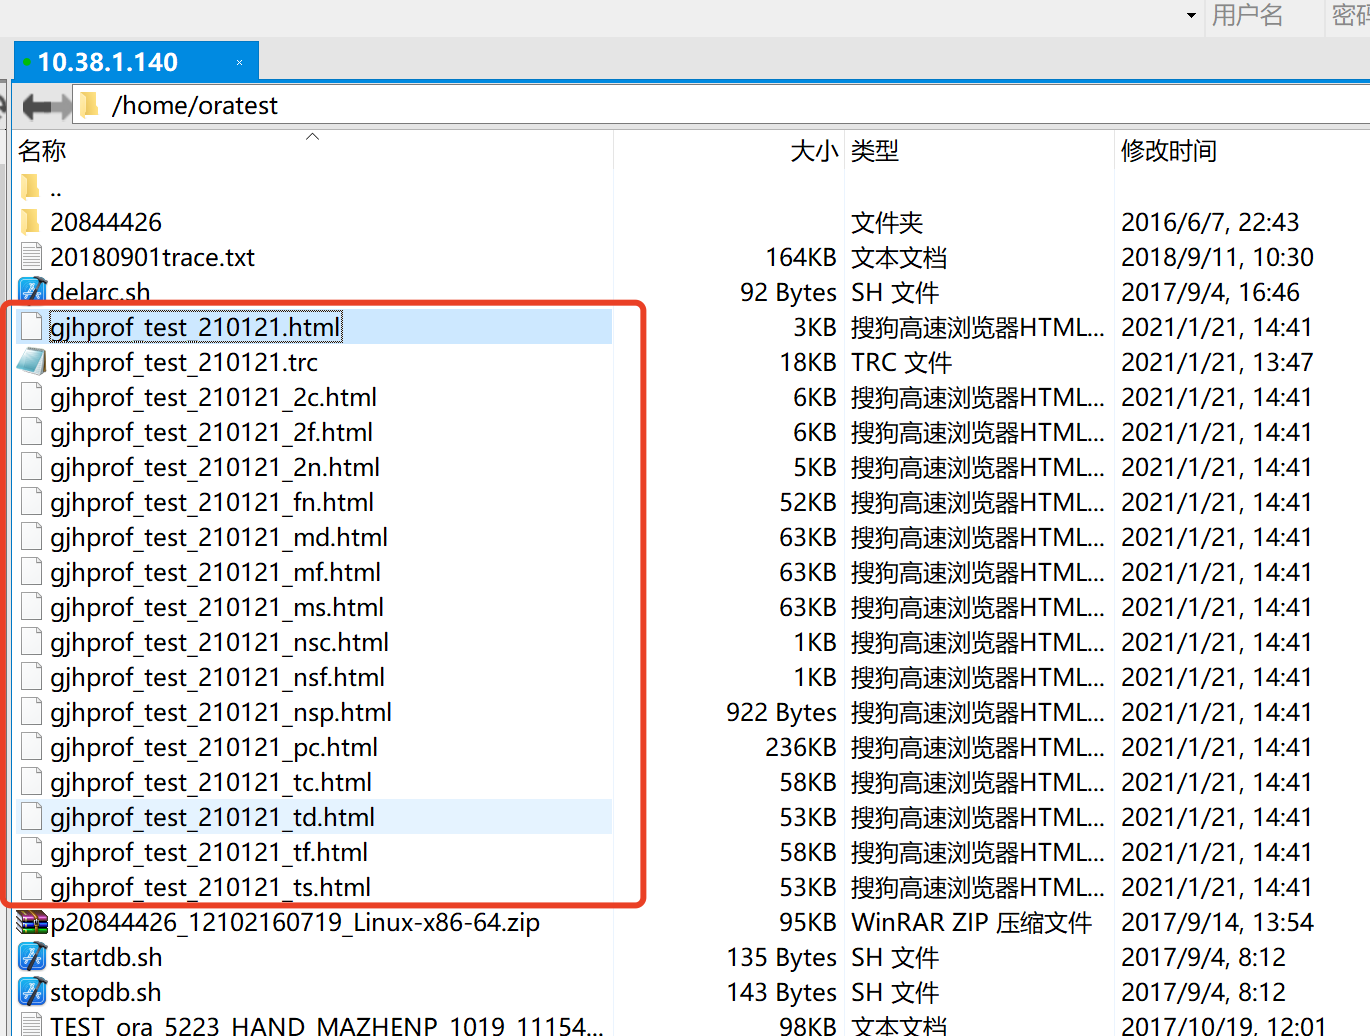 用户名 密码
10.38.1.140 ×
/home/oratest
名称 大小 类型 修改时间
..
20844426 文件夹 2016/6/7, 22:43
20180901trace.txt 164KB 文本文档 2018/9/11, 10:30
delarc.sh 92 Bytes SH 文件 2017/9/4, 16:46
gjhprof_test_210121.html 3KB 搜狗高速浏览器HTML... 2021/1/21, 14:41
gjhprof_test_210121.trc 18KB TRC 文件 2021/1/21, 13:47
gjhprof_test_210121_2c.html 6KB 搜狗高速浏览器HTML... 2021/1/21, 14:41
gjhprof_test_210121_2f.html 6KB 搜狗高速浏览器HTML... 2021/1/21, 14:41
gjhprof_test_210121_2n.html 5KB 搜狗高速浏览器HTML... 2021/1/21, 14:41
gjhprof_test_210121_fn.html 52KB 搜狗高速浏览器HTML... 2021/1/21, 14:41
gjhprof_test_210121_md.html 63KB 搜狗高速浏览器HTML... 2021/1/21, 14:41
gjhprof_test_210121_mf.html 63KB 搜狗高速浏览器HTML... 2021/1/21, 14:41
gjhprof_test_210121_ms.html 63KB 搜狗高速浏览器HTML... 2021/1/21, 14:41
gjhprof_test_210121_nsc.html 1KB 搜狗高速浏览器HTML... 2021/1/21, 14:41
gjhprof_test_210121_nsf.html 1KB 搜狗高速浏览器HTML... 2021/1/21, 14:41
gjhprof_test_210121_nsp.html 922 Bytes 搜狗高速浏览器HTML... 2021/1/21, 14:41
gjhprof_test_210121_pc.html 236KB 搜狗高速浏览器HTML... 2021/1/21, 14:41
gjhprof_test_210121_tc.html 58KB 搜狗高速浏览器HTML... 2021/1/21, 14:41
gjhprof_test_210121_td.html 53KB 搜狗高速浏览器HTML... 2021/1/21, 14:41
gjhprof_test_210121_tf.html 58KB 搜狗高速浏览器HTML... 2021/1/21, 14:41
gjhprof_test_210121_ts.html 53KB 搜狗高速浏览器HTML... 2021/1/21, 14:41
p20844426_12102160719_Linux-x86-64.zip 95KB WinRAR ZIP 压缩文件 2017/9/14, 13:54
startdb.sh 135 Bytes SH 文件 2017/9/4, 8:12
stopdb.sh 143 Bytes SH 文件 2017/9/4, 8:12
TEST_ora_5223_HAND_MAZHENP_1019_11154... 98KB 文本文档 2017/10/19, 12:01